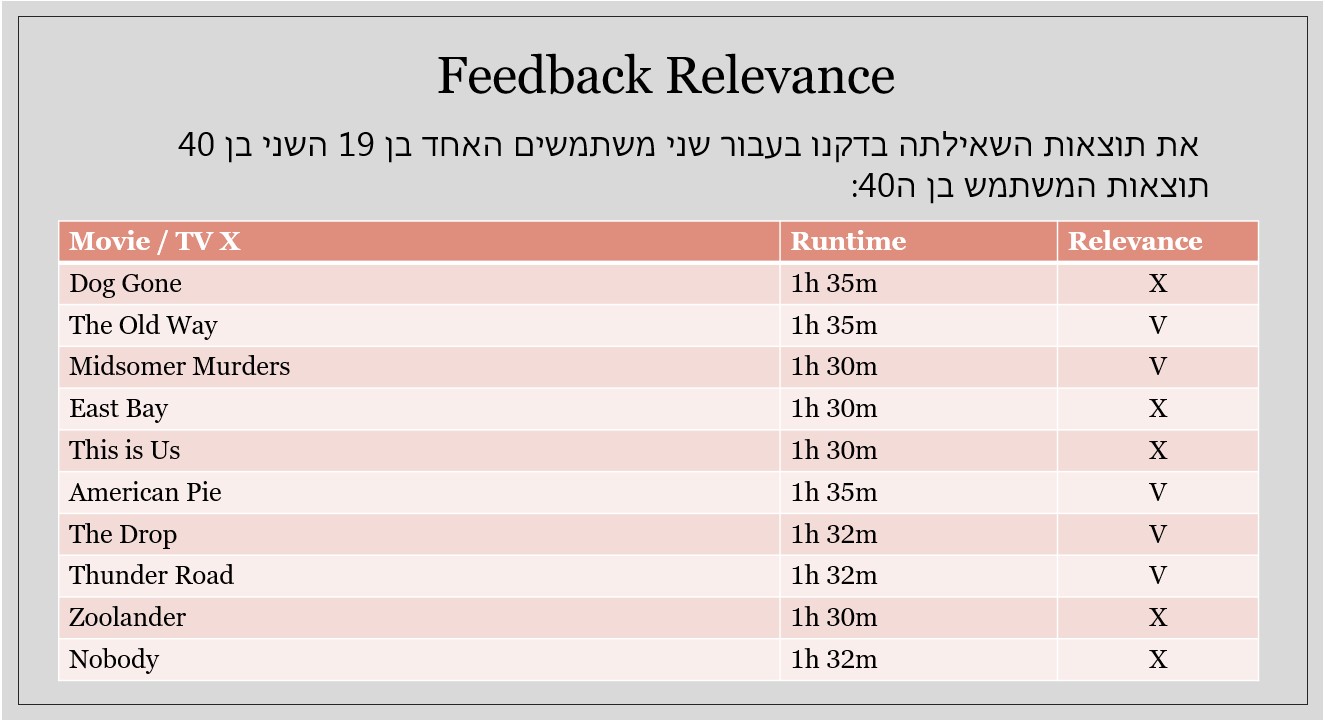 Feedback Relevance
את תוצאות השאילתה בדקנו בעבור שני משתמשים האחד בן 19 השני בן 40
תוצאות המשתמש בן ה40:
Movie / TV X Runtime Relevance
Dog Gone 1h 35m X
The Old Way 1h 35m V
Midsomer Murders 1h 30m V
East Bay 1h 30m X
This is Us 1h 30m X
American Pie 1h 35m V
The Drop 1h 32m V
Thunder Road 1h 32m V
Zoolander 1h 30m X
Nobody 1h 32m X